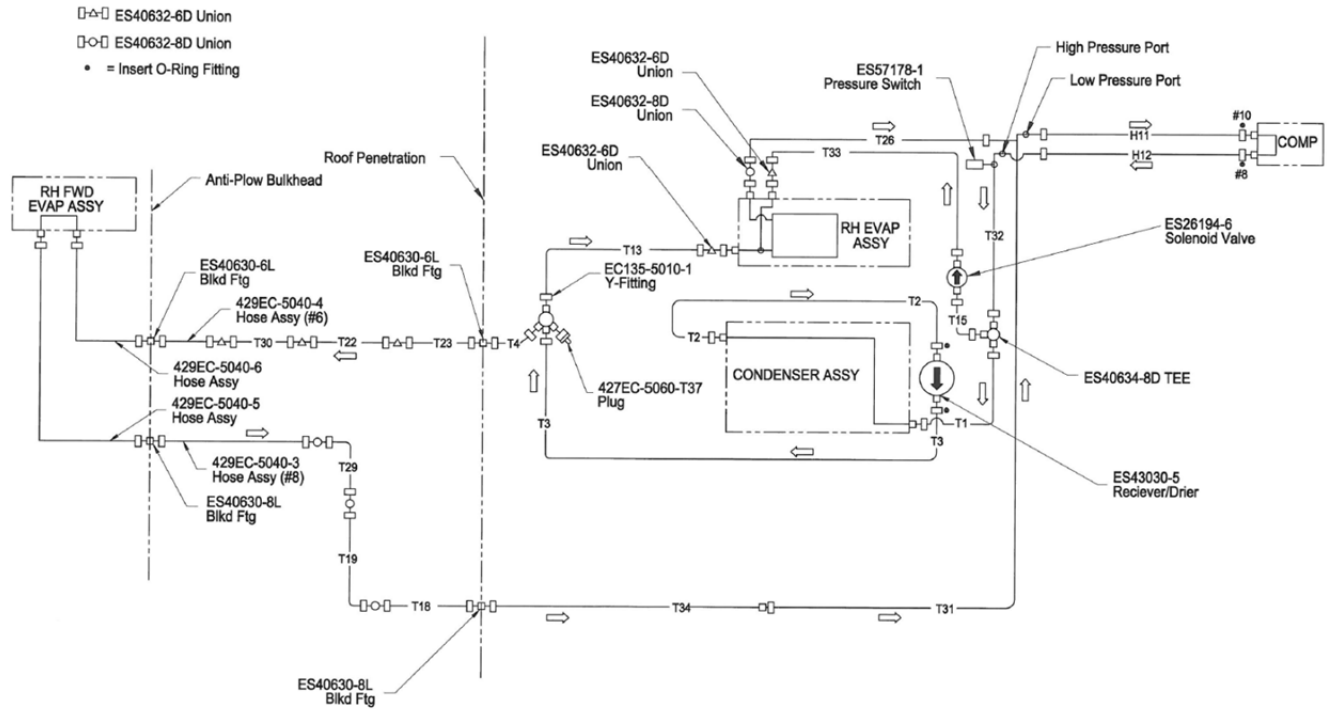 ES40632-6D Union
ES40632-8D Union
• = Insert O-Ring Fitting
ES40632-6D
Union
ES40632-8D
Union
ES40632-6D
Union
ES57178-1
Pressure Switch
High Pressure Port
Low Pressure Port
#10
H11
H12
#8
COMP
T26
T33
Roof Penetration
Anti-Plow Bulkhead
RH FWD
EVAP ASSY
RH EVAP
ASSY
T32
ES26194-6
Solenoid Valve
T13
ES40630-6L
Blkd Ftg
ES40630-6L
Blkd Ftg
EC135-5010-1
Y-Fitting
429EC-5040-4
Hose Assy (#6)
T2
T2
T15
T30
T22
T23
T4
CONDENSER ASSY
429EC-5040-6
Hose Assy
427EC-5060-T37
Plug
ES40634-8D TEE
429EC-5040-5
Hose Assy
T3
T3
T1
429EC-5040-3
Hose Assy (#8)
T29
ES43030-5
Reciever/Drier
ES40630-8L
Blkd Ftg
T19
T18
T34
T31
ES40630-8L
Blkd Ftg